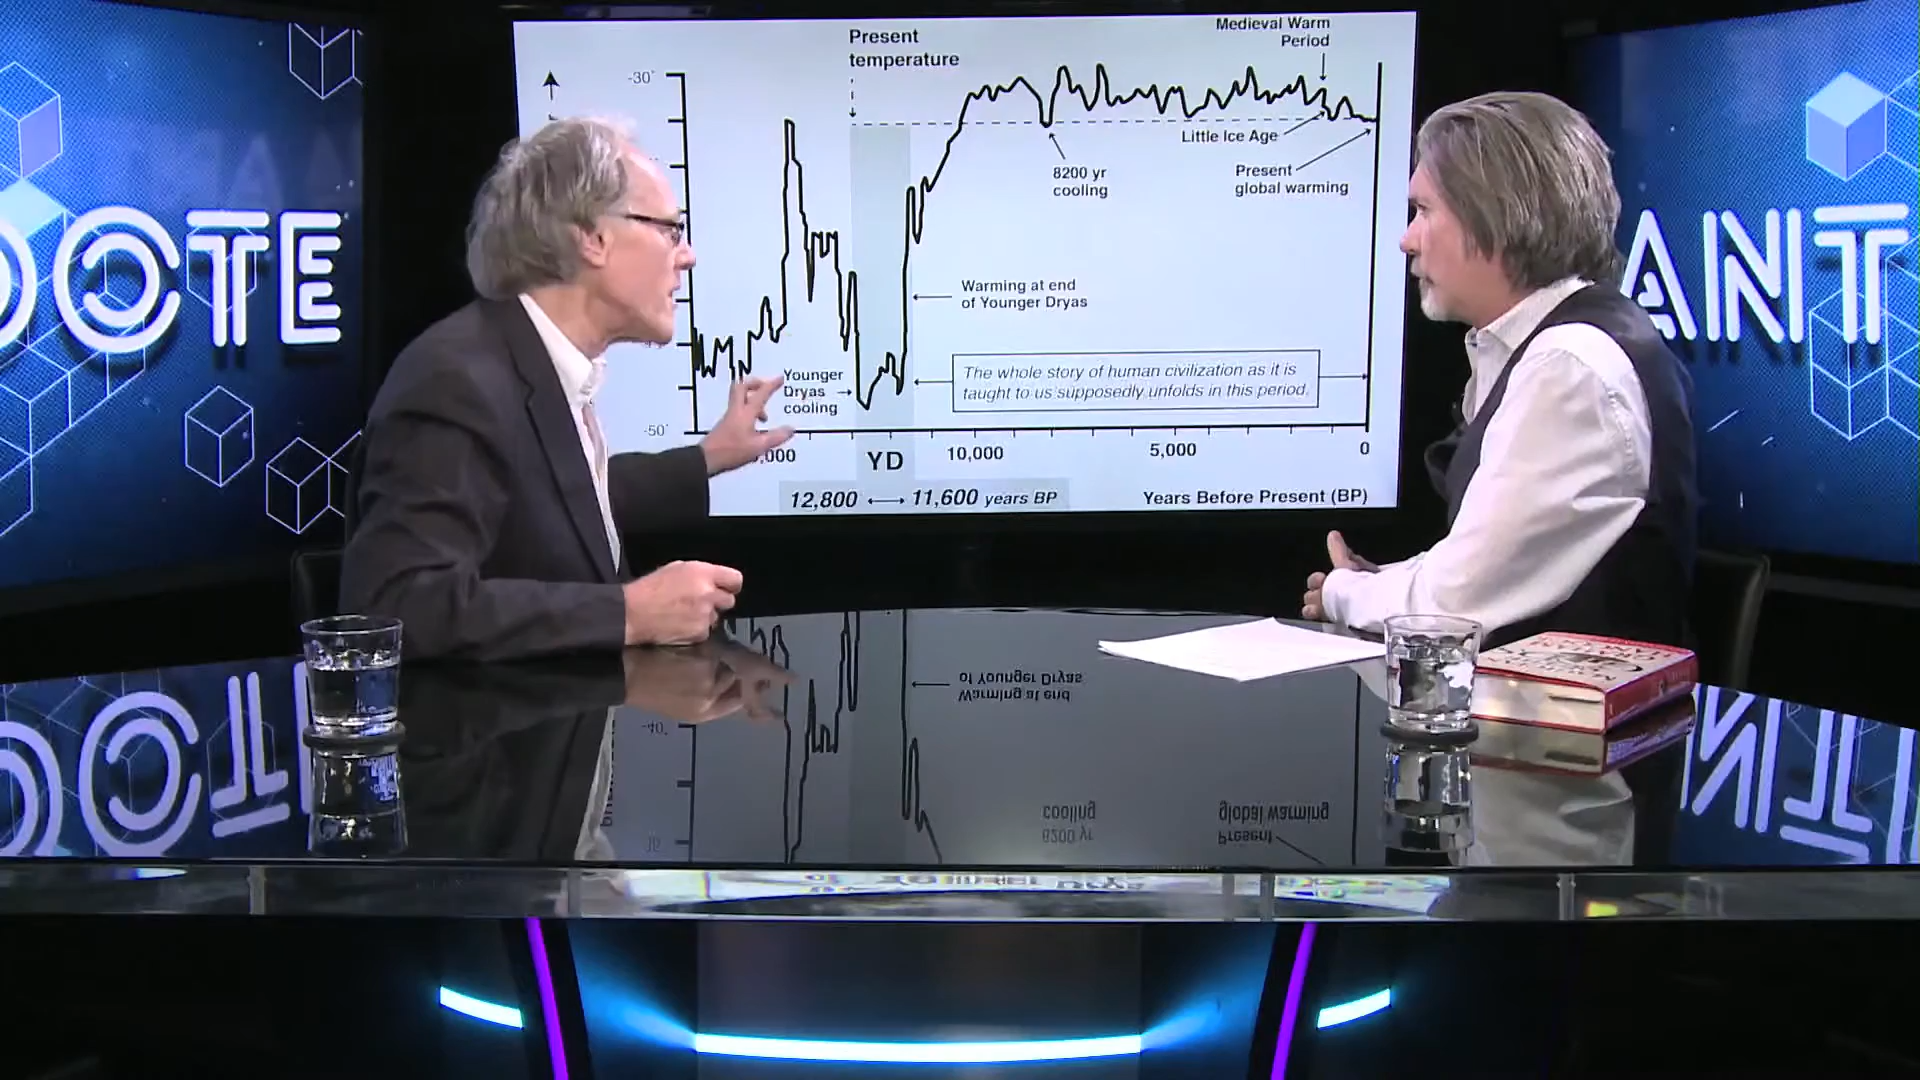 OOTE
ANT
Present
temperature
Medieval Warm
Period
-30°
Little Ice Age
8200 yr
cooling
Present
global warming
Warming at end
of Younger Dryas
The whole story of human civilization as it is
taught to us supposedly unfolds in this period.
Younger
Dryas
cooling
-50°
,000
YD
10,000
5,000
0
12,800 ⟷ 11,600 years BP
Years Before Present (BP)